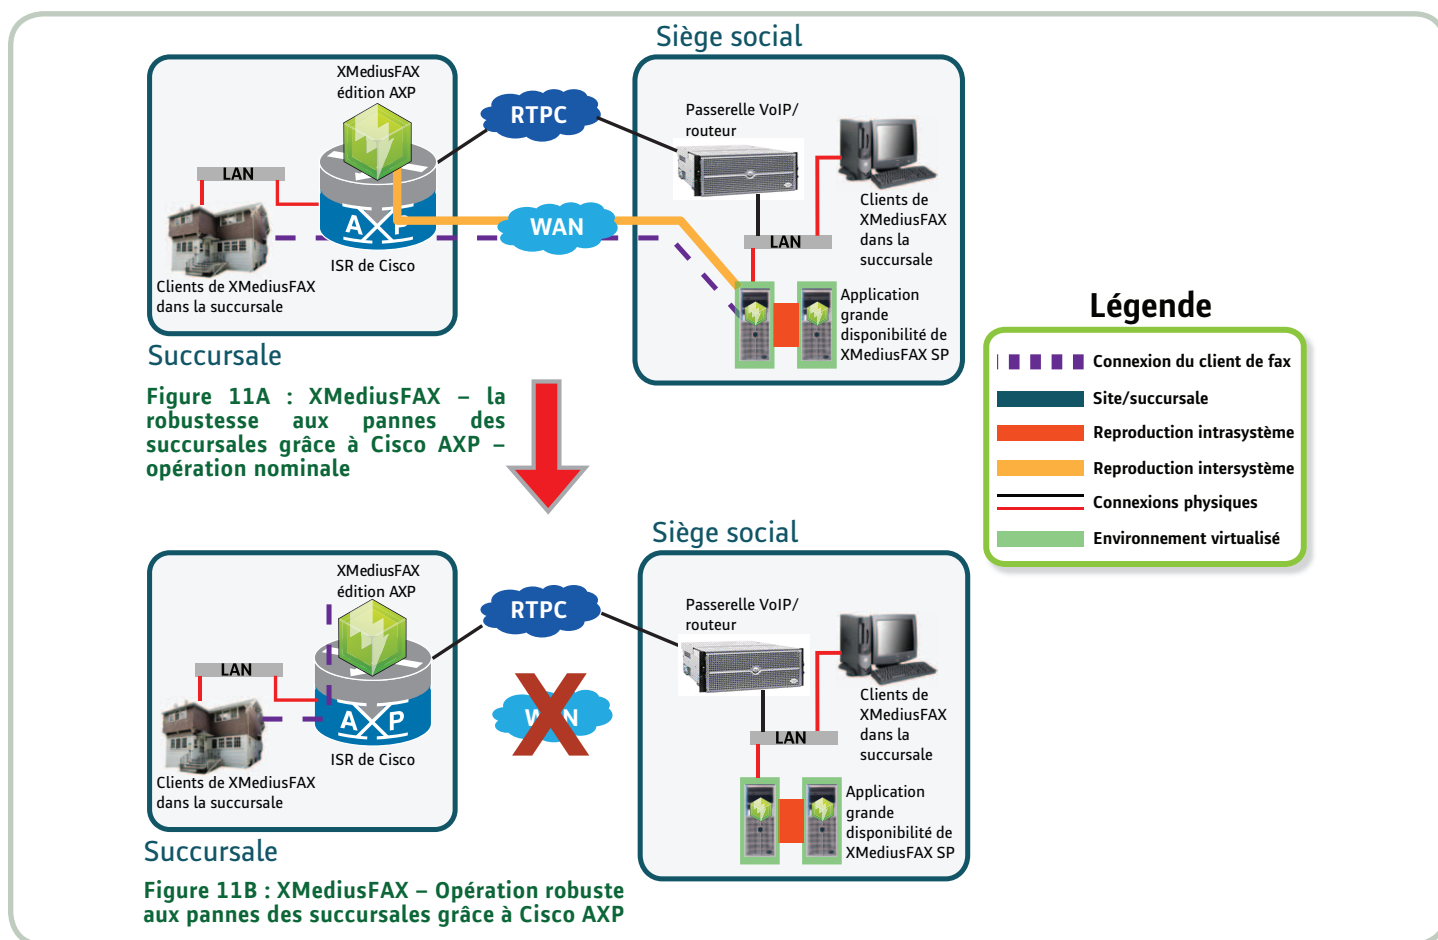 Siège social
XMediusFAX
édition AXP
RTPC
Passerelle VoIP/
routeur
LAN
WAN
AXP
ISR de Cisco
Clients de XMediusFAX
dans la succursale
LAN
Clients de
XMediusFAX
dans la
succursale
Application
grande
disponibilité de
XMediusFAX SP
Succursale
Figure 11A : XMediusFAX – la
robustesse aux pannes des
succursales grâce à Cisco AXP –
opération nominale
Légende
Connexion du client de fax
Site/succursale
Reproduction intrasystème
Reproduction intersystème
Connexions physiques
Environnement virtualisé
Siège social
XMediusFAX
édition AXP
RTPC
Passerelle VoIP/
routeur
LAN
WAN
AXP
ISR de Cisco
Clients de XMediusFAX
dans la succursale
LAN
Clients de
XMediusFAX
dans la
succursale
Application
grande
disponibilité de
XMediusFAX SP
Succursale
Figure 11B : XMediusFAX – Opération robuste
aux pannes des succursales grâce à Cisco AXP